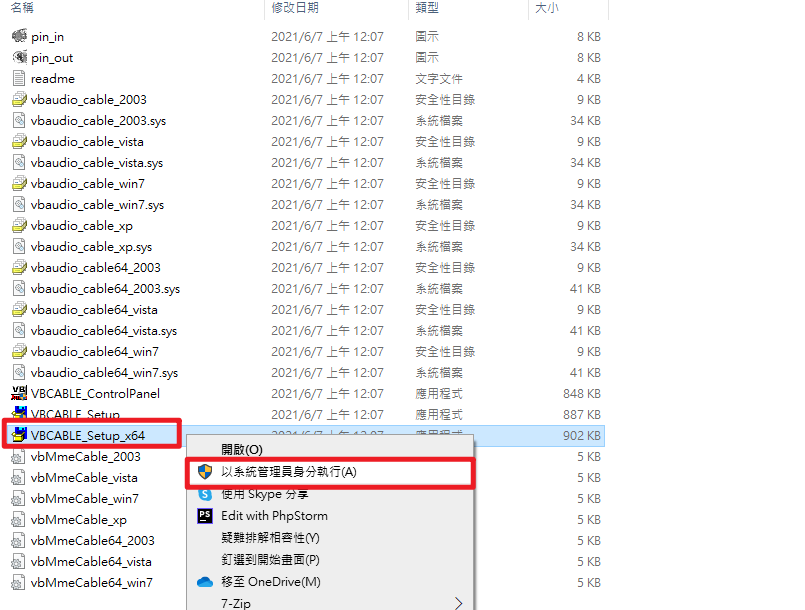 名稱 修改日期 類型 大小
pin_in 2021/6/7 上午 12:07 圖示 8 KB
pin_out 2021/6/7 上午 12:07 圖示 8 KB
readme 2021/6/7 上午 12:07 文字文件 4 KB
vbaudio_cable_2003 2021/6/7 上午 12:07 安全性目錄 9 KB
vbaudio_cable_2003.sys 2021/6/7 上午 12:07 系統檔案 34 KB
vbaudio_cable_vista 2021/6/7 上午 12:07 安全性目錄 9 KB
vbaudio_cable_vista.sys 2021/6/7 上午 12:07 系統檔案 34 KB
vbaudio_cable_win7 2021/6/7 上午 12:07 安全性目錄 9 KB
vbaudio_cable_win7.sys 2021/6/7 上午 12:07 系統檔案 34 KB
vbaudio_cable_xp 2021/6/7 上午 12:07 安全性目錄 9 KB
vbaudio_cable_xp.sys 2021/6/7 上午 12:07 系統檔案 34 KB
vbaudio_cable64_2003 2021/6/7 上午 12:07 安全性目錄 9 KB
vbaudio_cable64_2003.sys 2021/6/7 上午 12:07 系統檔案 41 KB
vbaudio_cable64_vista 2021/6/7 上午 12:07 安全性目錄 9 KB
vbaudio_cable64_vista.sys 2021/6/7 上午 12:07 系統檔案 41 KB
vbaudio_cable64_win7 2021/6/7 上午 12:07 安全性目錄 9 KB
vbaudio_cable64_win7.sys 2021/6/7 上午 12:07 系統檔案 41 KB
VBCABLE_ControlPanel 2021/6/7 上午 12:07 應用程式 848 KB
VBCABLE_Setup 2021/6/7 上午 12:07 應用程式 887 KB
VBCABLE_Setup_x64 902 KB
開啟(O)
vbMmeCable_2003 5 KB
以系統管理員身分執行(A)
vbMmeCable_vista 5 KB
使用 Skype 分享
vbMmeCable_win7 5 KB
Edit with PhpStorm
vbMmeCable_xp 5 KB
疑難排解相容性(Y)
vbMmeCable64_2003 5 KB
釘選到開始畫面(P)
vbMmeCable64_vista 5 KB
移至 OneDrive(M)
vbMmeCable64_win7 5 KB
7-Zip